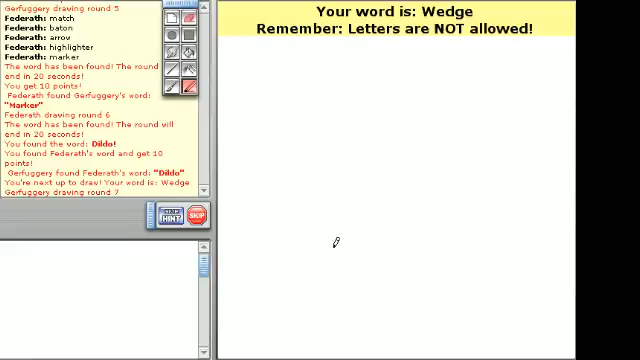 Gerfuggery drawing round 5
Federath: match
Federath: baton
Federath: arrow
Federath: highlighter
Federath: marker
The word has been found! The round will
end in 20 seconds!
You get 10 points!
Federath found Gerfuggery's word:
"Marker"
Federath drawing round 6
The word has been found! The round will
end in 20 seconds!
You found the word: Dildo!
You found Federath's word and get 10
points!
Gerfuggery found Federath's word: "Dildo"
You're next up to draw! Your word is: Wedge
Gerfuggery drawing round 7
HINT
SKIP
Your word is: Wedge
Remember: Letters are NOT allowed!